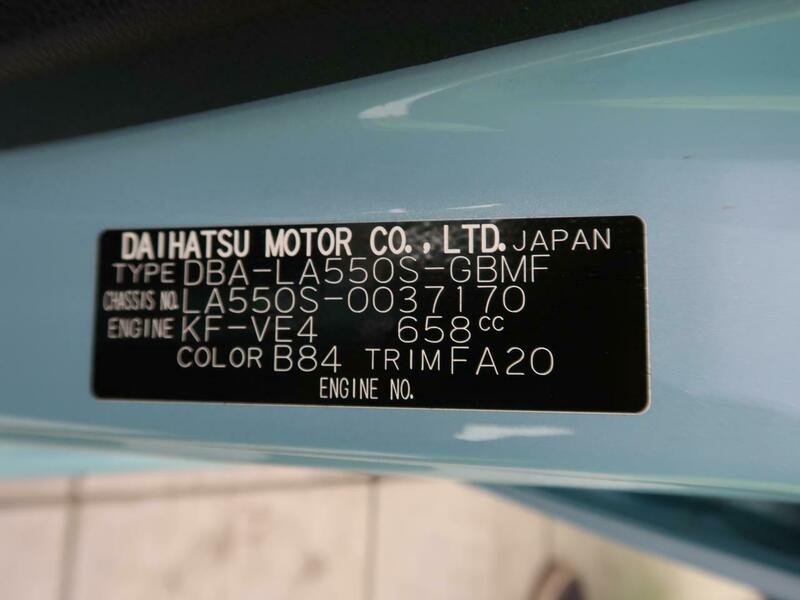 DAIHATSU MOTOR CO., LTD. JAPAN
TYPE DBA-LA550S-GBMF
CHASSIS NO. LA550S-0037170
ENGINE KF-VE4 658cc
COLOR B84 TRIM FA20
ENGINE NO.